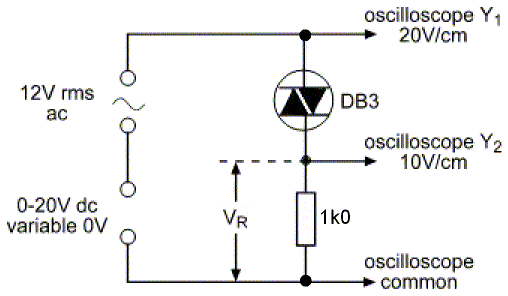 oscilloscope Y1
20V/cm
12V rms
ac
DB3
oscilloscope Y2
10V/cm
0-20V dc
variable 0V
VR
1k0
oscilloscope
common